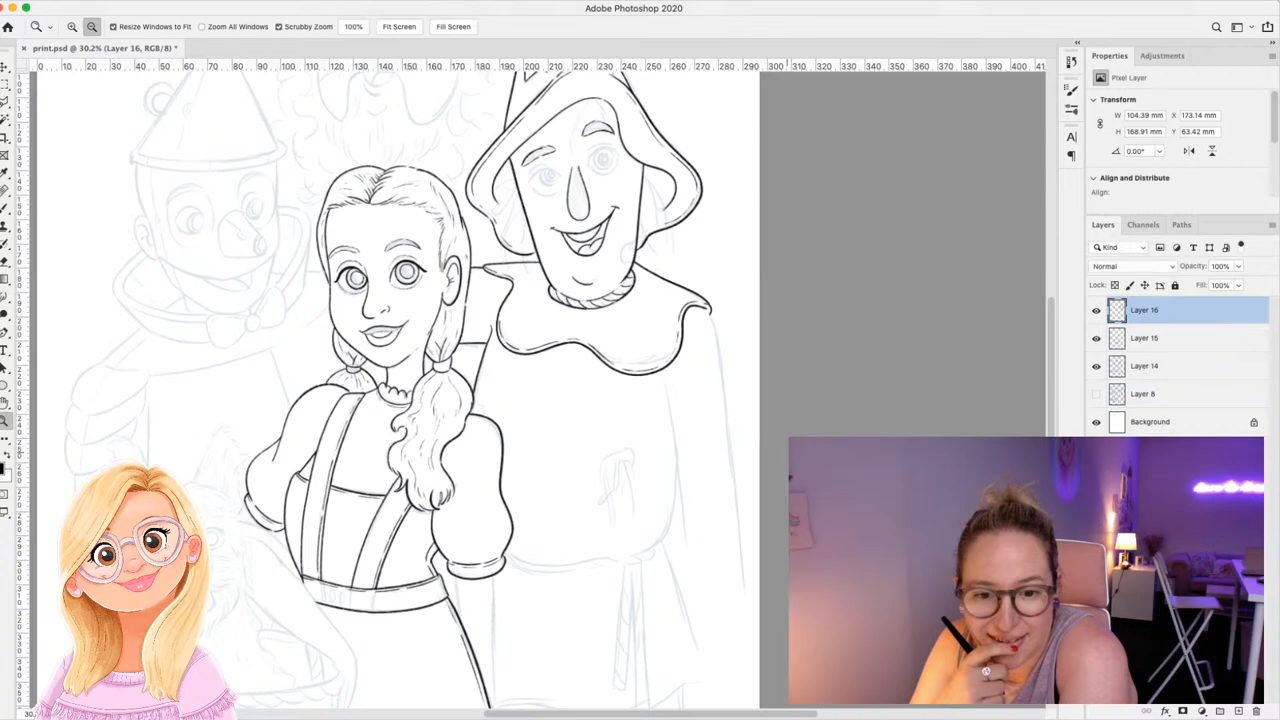 Adobe Photoshop 2020
Resize Windows to Fit Zoom All Windows Scrubby Zoom 100% Fit Screen Fill Screen
× print.psd @ 30.2% (Layer 16, RGB/8) *
0 10 20 30 40 50 60 70 80 90 100 110 120 130 140 150 160 170 180 190 200 210 220 230 240 250 260 270 280 290 300 310 320 330 340 350 360 370 380 390 400 41
Properties Adjustments
Pixel Layer
Transform
W 104.39 mm X 173.14 mm
H 168.91 mm Y 63.42 mm
0.00°
Align and Distribute
Align:
Layers Channels Paths
Kind
Normal Opacity: 100%
Lock: Fill: 100%
Layer 16
Layer 15
Layer 14
Layer 8
Background
30.